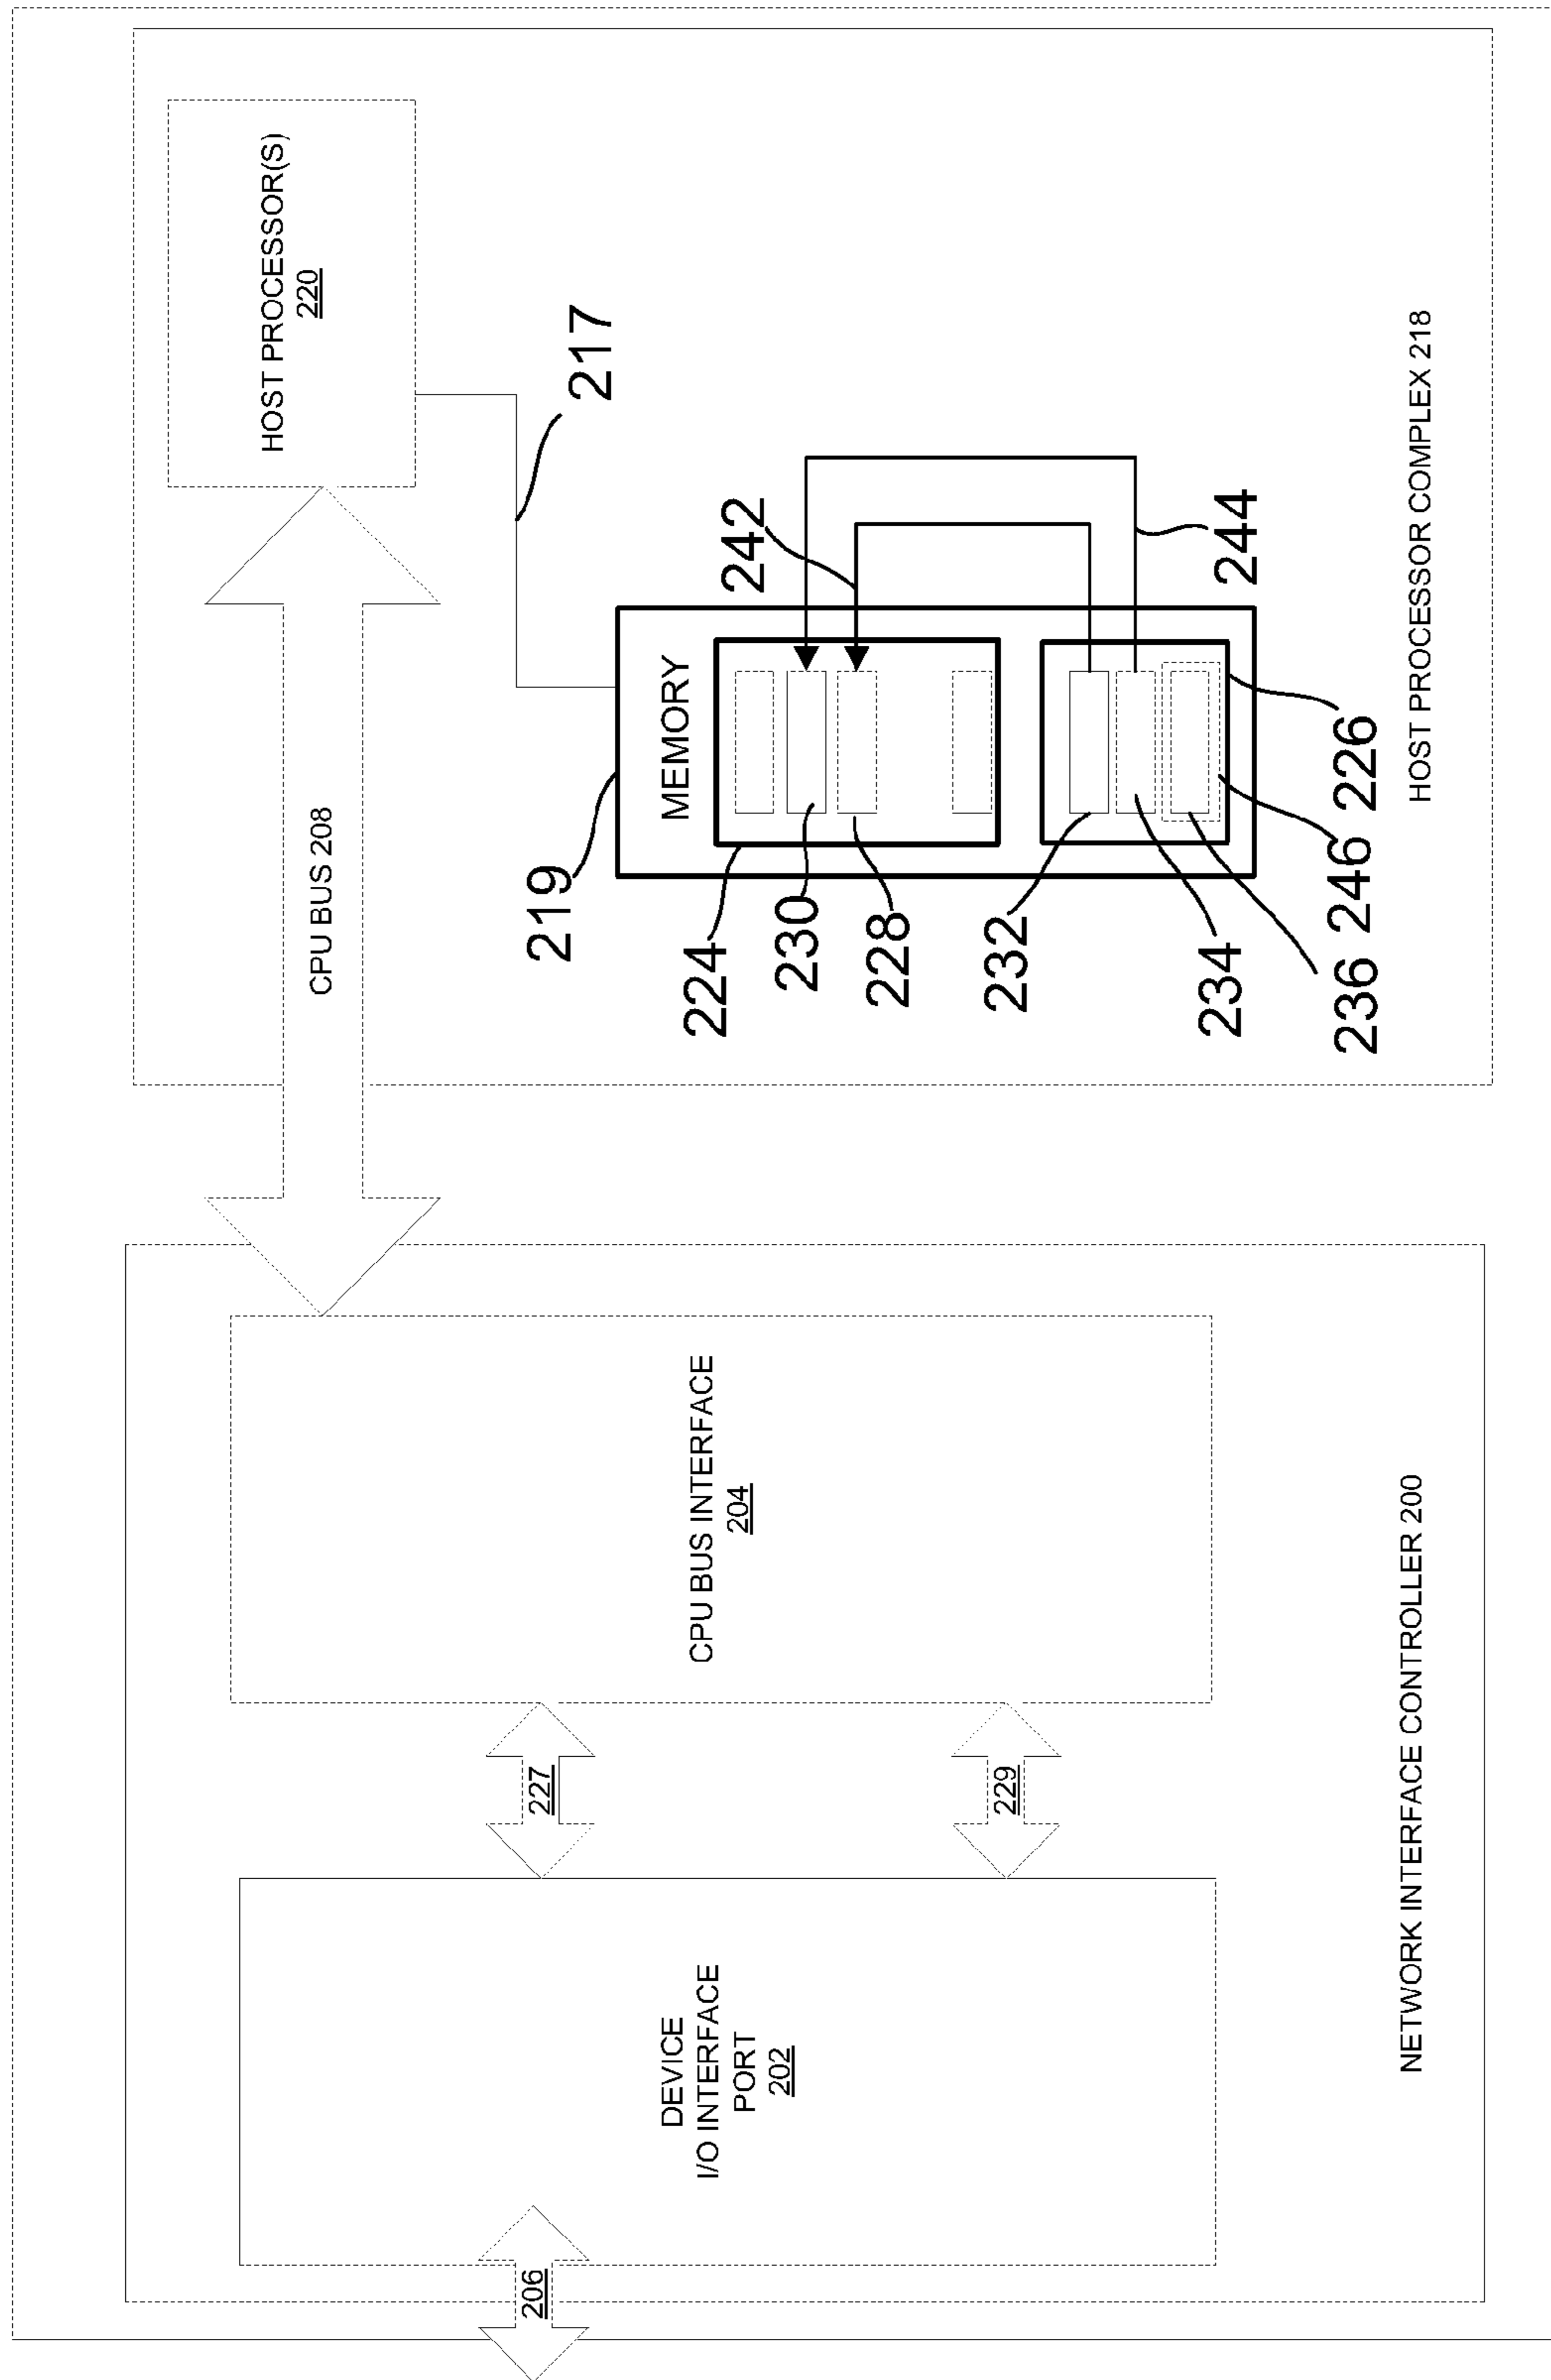 206
DEVICE
I/O INTERFACE
PORT
202
227
229
CPU BUS INTERFACE
204
NETWORK INTERFACE CONTROLLER 200
CPU BUS 208
HOST PROCESSOR(S)
220
217
219
MEMORY
224
230
228
242
232
234
236
246
226
244
HOST PROCESSOR COMPLEX 218